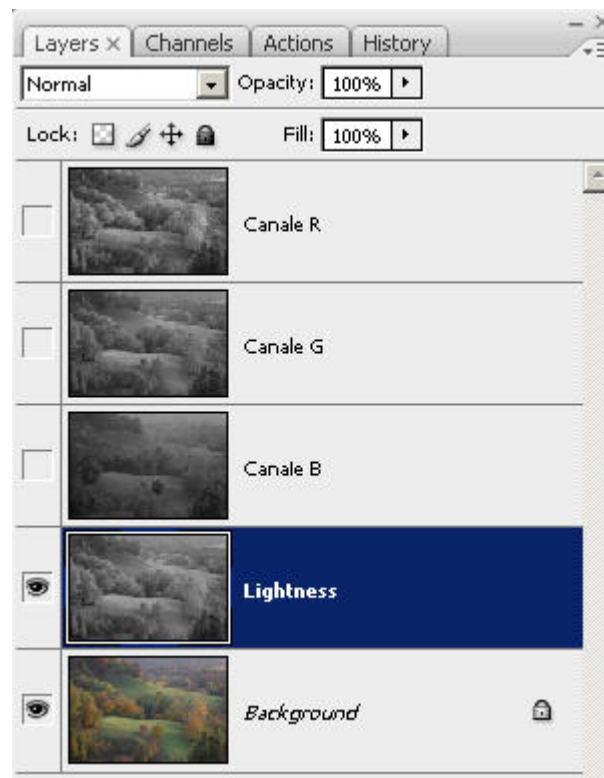 Layers × Channels Actions History
Normal Opacity: 100%
Lock: Fill: 100%
Canale R
Canale G
Canale B
Lightness
Background